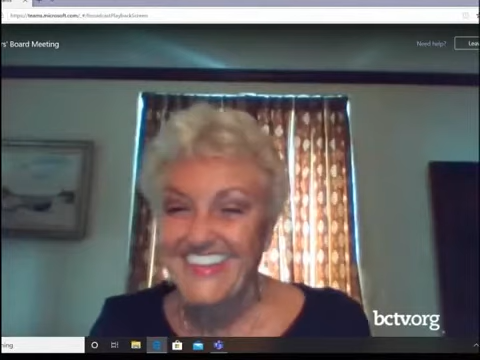 https://teams.microsoft.com/_#/broadcastPlaybackScreen
rs' Board Meeting
Need help?
Lea
bctv.org